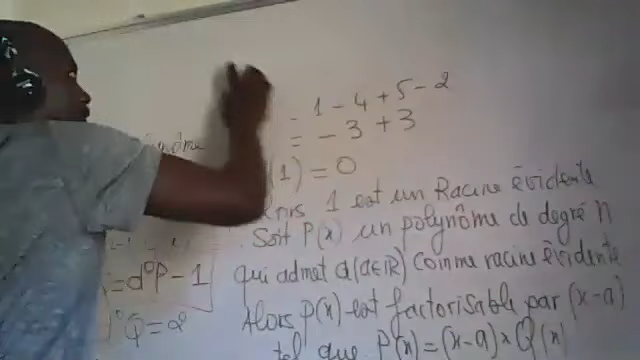 = 1 - 4 + 5 - 2
= - 3 + 3
(1) = 0
1 est un Racine évidente
. Soit P(x) un polynôme de degré n
qui admet a(a∈ℝ) comme racine évidente
Alors P(x) est factorisable par (x-a)
tel que P(x) = (x-a) × Q(x)
= d°P - 1
°Q = 2